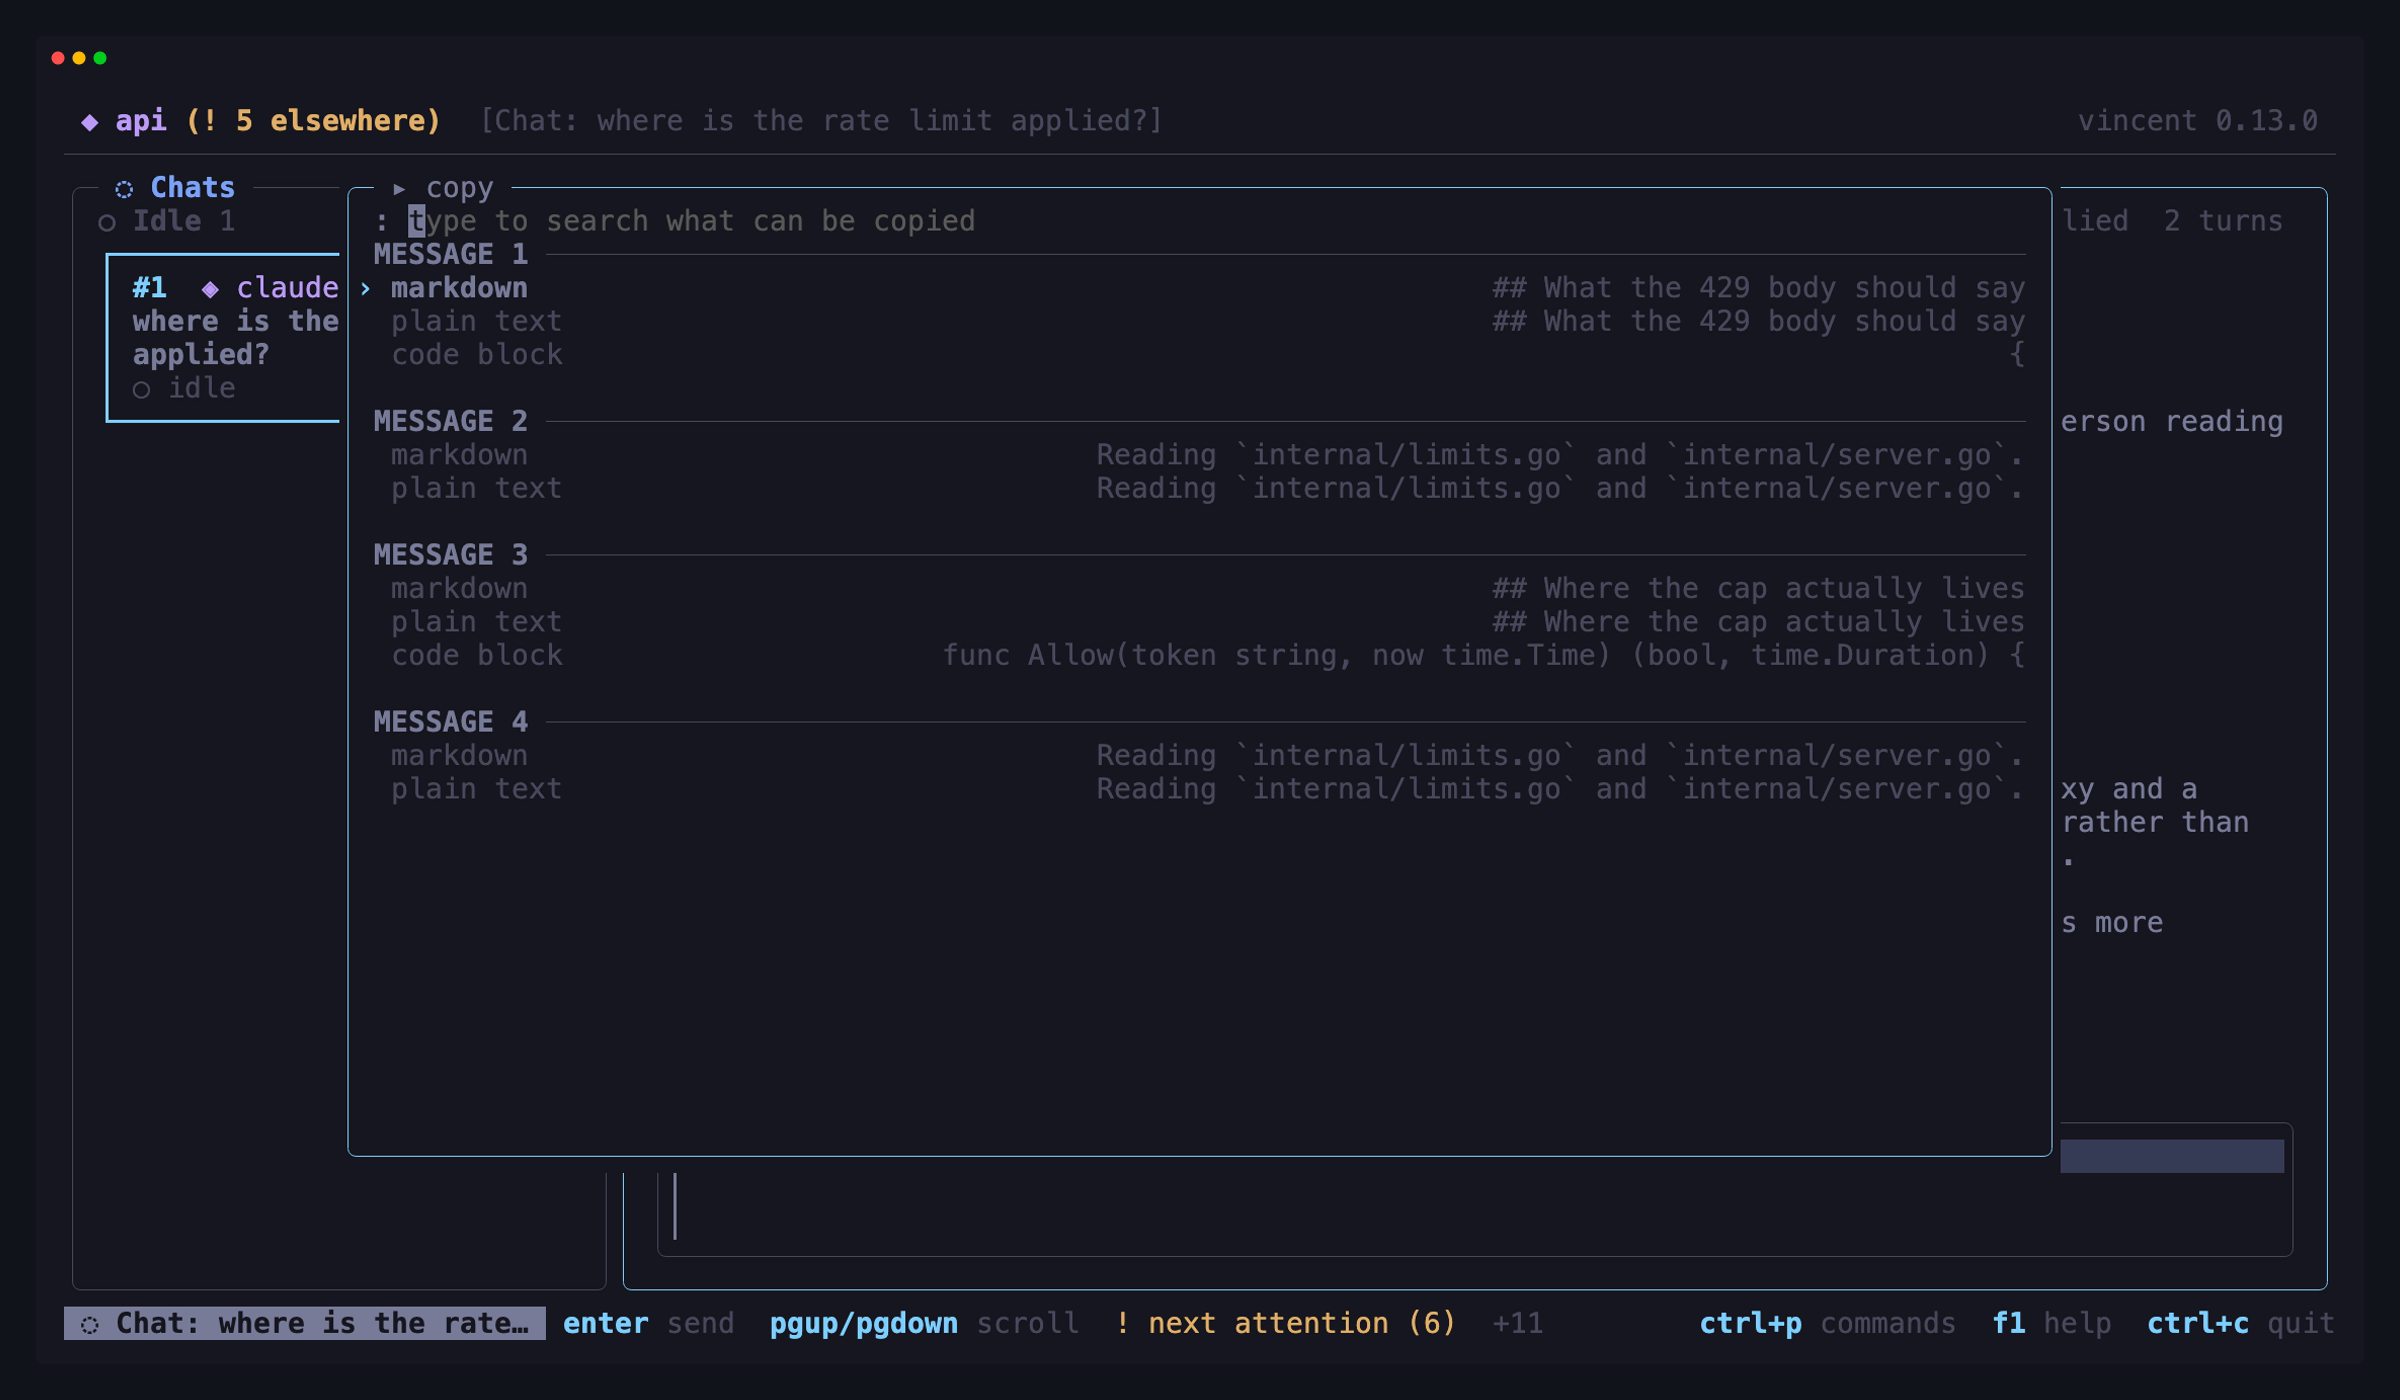 ◆ api (! 5 elsewhere) [Chat: where is the rate limit applied?] vincent 0.13.0
Chats
▸ copy
○ Idle 1
: type to search what can be copied
lied 2 turns
MESSAGE 1
#1 ◈ claude
› markdown ## What the 429 body should say
where is the
plain text ## What the 429 body should say
applied?
code block {
○ idle
MESSAGE 2
erson reading
markdown Reading `internal/limits.go` and `internal/server.go`.
plain text Reading `internal/limits.go` and `internal/server.go`.
MESSAGE 3
markdown ## Where the cap actually lives
plain text ## Where the cap actually lives
code block func Allow(token string, now time.Time) (bool, time.Duration) {
MESSAGE 4
markdown Reading `internal/limits.go` and `internal/server.go`.
plain text Reading `internal/limits.go` and `internal/server.go`.
xy and a
rather than
.
s more
Chat: where is the rate… enter send pgup/pgdown scroll ! next attention (6) +11 ctrl+p commands f1 help ctrl+c quit